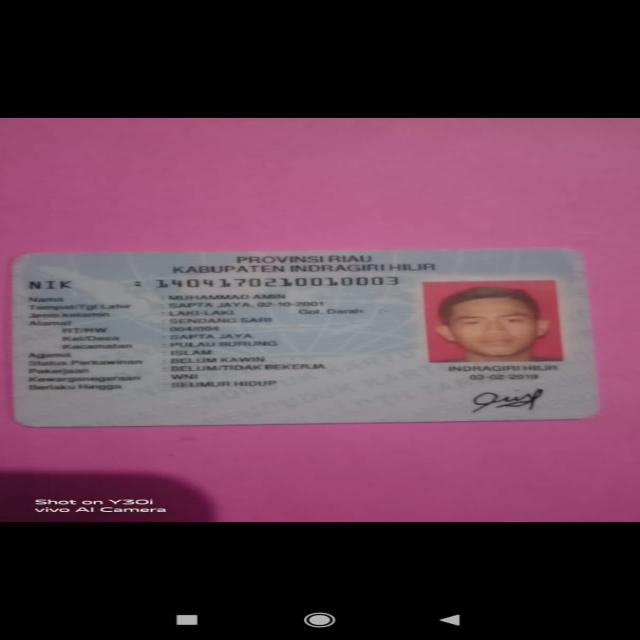 PROVINSI RIAU
KABUPATEN INDRAGIRI HILIR
NIK : 1404170210010003
Nama : MUHAMMAD AMIN
Tempat/Tgl Lahir : SAPTA JAYA, 02-10-2001
Jenis kelamin : LAKI-LAKI Gol. Darah : -
Alamat : SENDANG SARI
RT/RW : 004/004
Kel/Desa : SAPTA JAYA
Kecamatan : PULAU BURUNG
Agama : ISLAM
Status Perkawinan : BELUM KAWIN
Pekerjaan : BELUM/TIDAK BEKERJA
Kewarganegaraan : WNI
Berlaku Hingga : SEUMUR HIDUP
INDRAGIRI HILIR
03-02-2019
Shot on Y30i
vivo AI Camera